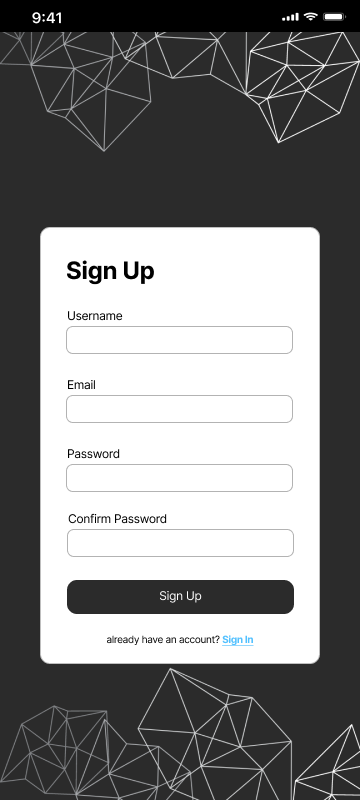 9:41
Sign Up
Username
Email
Password
Confirm Password
Sign Up
already have an account? Sign In